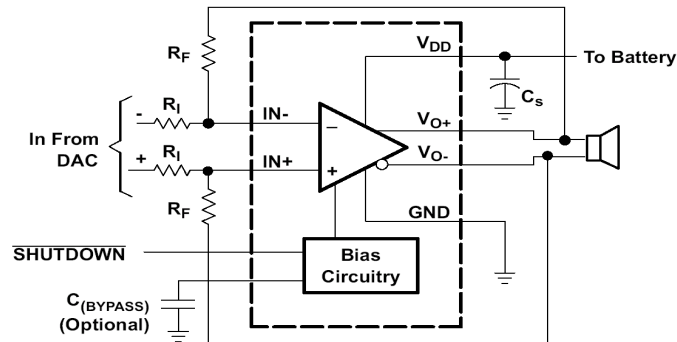 RF
VDD
To Battery
Cs
- RI
IN-
–
VO+
In From
DAC
+ RI
IN+
+
VO-
RF
GND
SHUTDOWN
Bias
Circuitry
C(BYPASS)
(Optional)